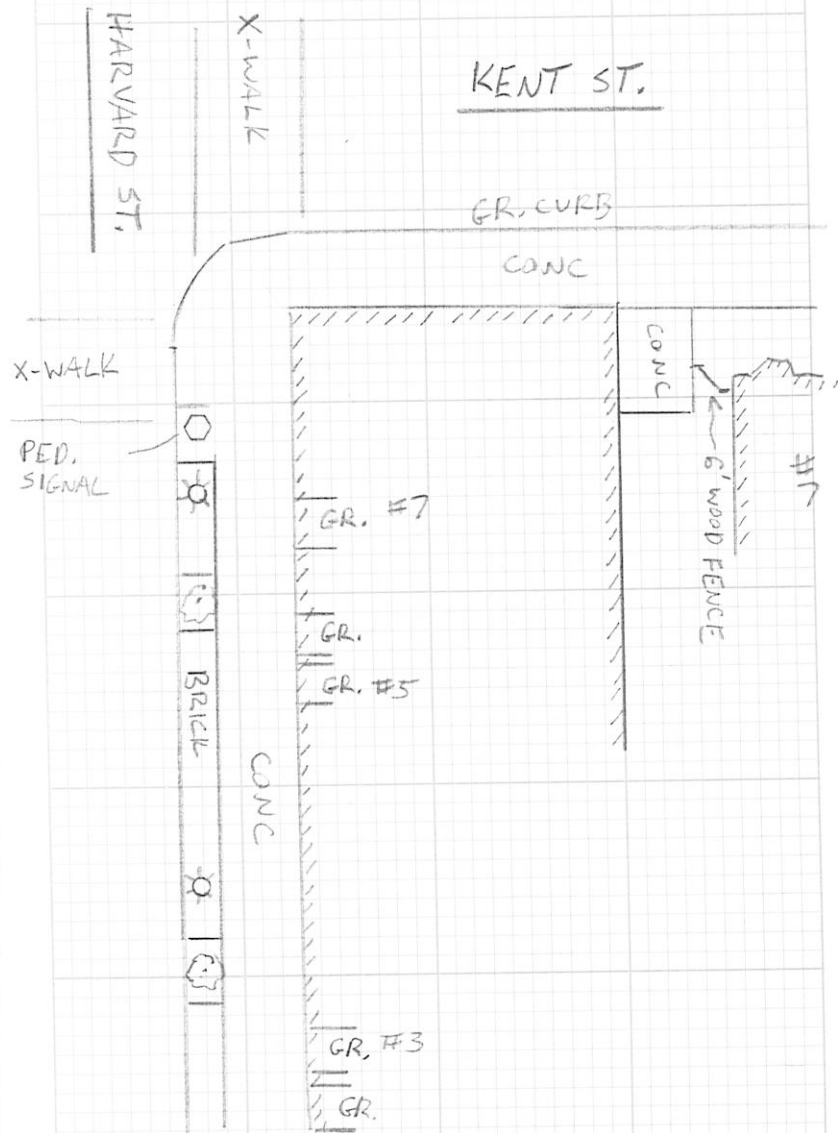 HARVARD ST.
X-WALK
KENT ST.
GR. CURB
CONC
X-WALK
CONC
6' WOOD FENCE
#7
PED.
SIGNAL
GR. #7
GR.
GR. #5
BRICK
CONC
GR. #3
GR.